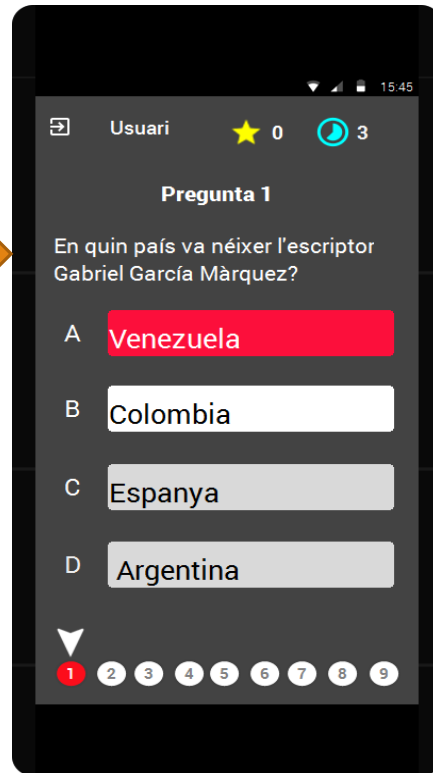 15:45
Usuari 0 3
Pregunta 1
En quin país va néixer l'escriptor
Gabriel García Màrquez?
A Venezuela
B Colombia
C Espanya
D Argentina
1 2 3 4 5 6 7 8 9